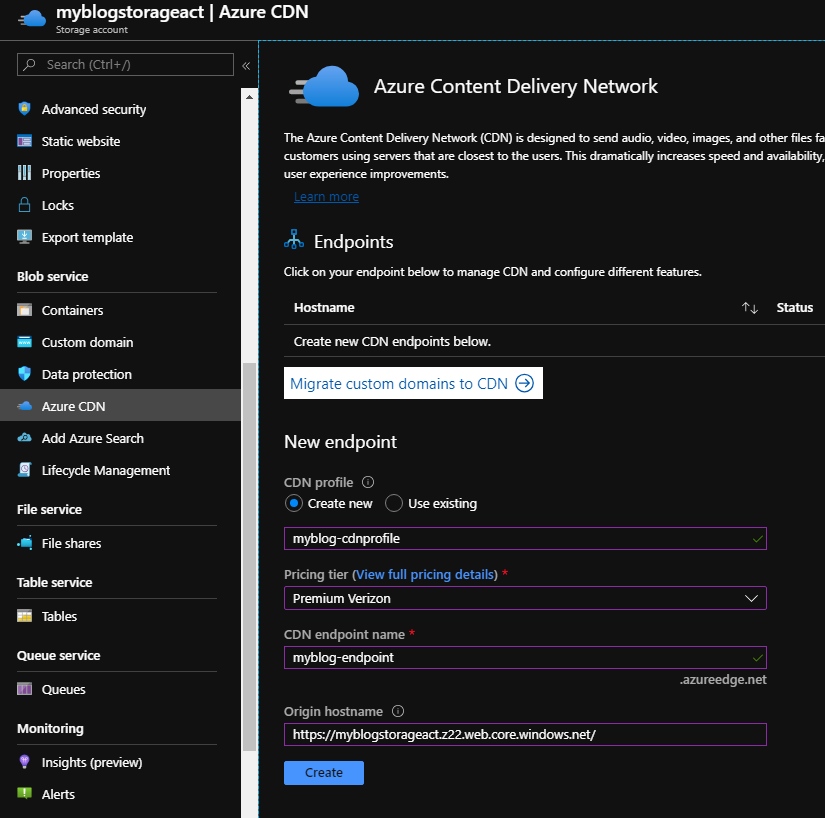 myblogstorageact | Azure CDN
Storage account
Search (Ctrl+/)
«
Advanced security
Static website
Properties
Locks
Export template
Blob service
Containers
Custom domain
Data protection
Azure CDN
Add Azure Search
Lifecycle Management
File service
File shares
Table service
Tables
Queue service
Queues
Monitoring
Insights (preview)
Alerts
Azure Content Delivery Network
The Azure Content Delivery Network (CDN) is designed to send audio, video, images, and other files fa
customers using servers that are closest to the users. This dramatically increases speed and availability,
user experience improvements.
Learn more
Endpoints
Click on your endpoint below to manage CDN and configure different features.
Hostname ↑↓ Status
Create new CDN endpoints below.
Migrate custom domains to CDN
New endpoint
CDN profile
Create new Use existing
myblog-cdnprofile
Pricing tier (View full pricing details) *
Premium Verizon
CDN endpoint name *
myblog-endpoint
.azureedge.net
Origin hostname
https://myblogstorageact.z22.web.core.windows.net/
Create